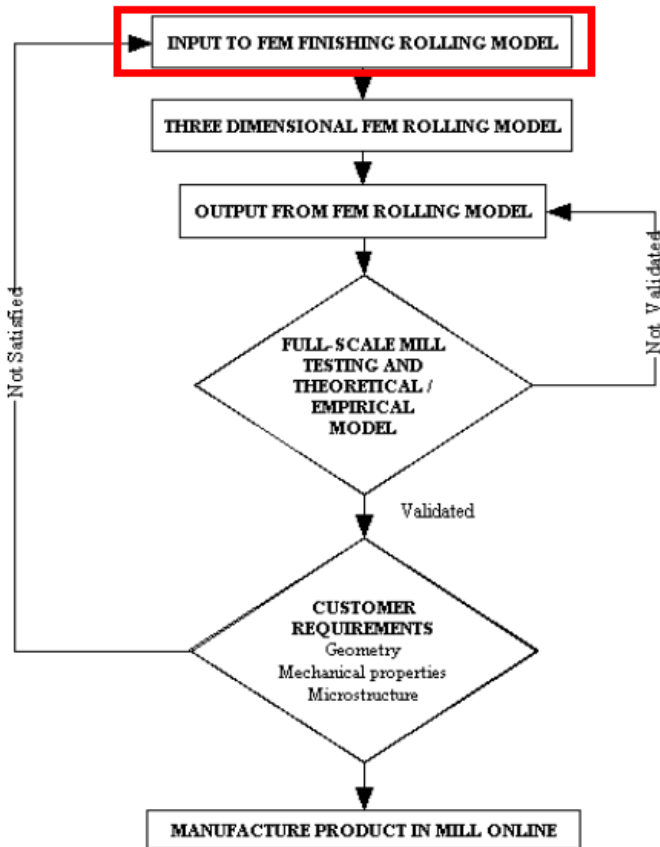 INPUT TO FEM FINISHING ROLLING MODEL
THREE DIMENSIONAL FEM ROLLING MODEL
OUTPUT FROM FEM ROLLING MODEL
Not Satisfied
Not Validated
FULL-SCALE MILL
TESTING AND
THEORETICAL /
EMPIRICAL
MODEL
Validated
CUSTOMER
REQUIREMENTS
Geometry
Mechanical properties
Microstructure
MANUFACTURE PRODUCT IN MILL ONLINE